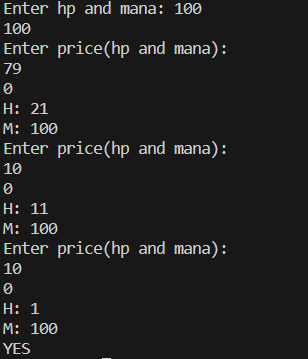 Enter hp and mana: 100
100
Enter price(hp and mana):
79
0
H: 21
M: 100
Enter price(hp and mana):
10
0
H: 11
M: 100
Enter price(hp and mana):
10
0
H: 1
M: 100
YES